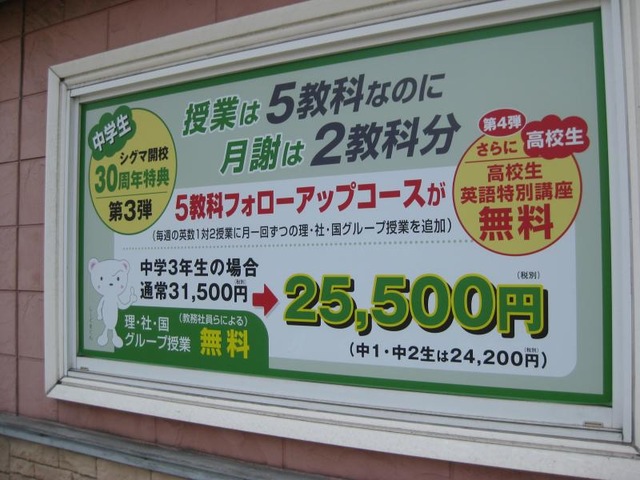 授業は5教科なのに
月謝は2教科分
中学生
シグマ開校
30周年特典
第3弾
第4弾
さらに
高校生
高校生
英語特別講座
無料
5教科フォローアップコースが
(毎週の英数1対2授業に月一回ずつの理・社・国グループ授業を追加)
中学3年生の場合
通常31,500円(税別)
25,500円(税別)
理・社・国
グループ授業
(教務社員らによる)
無料
(中1・中2生は24,200円(税別))